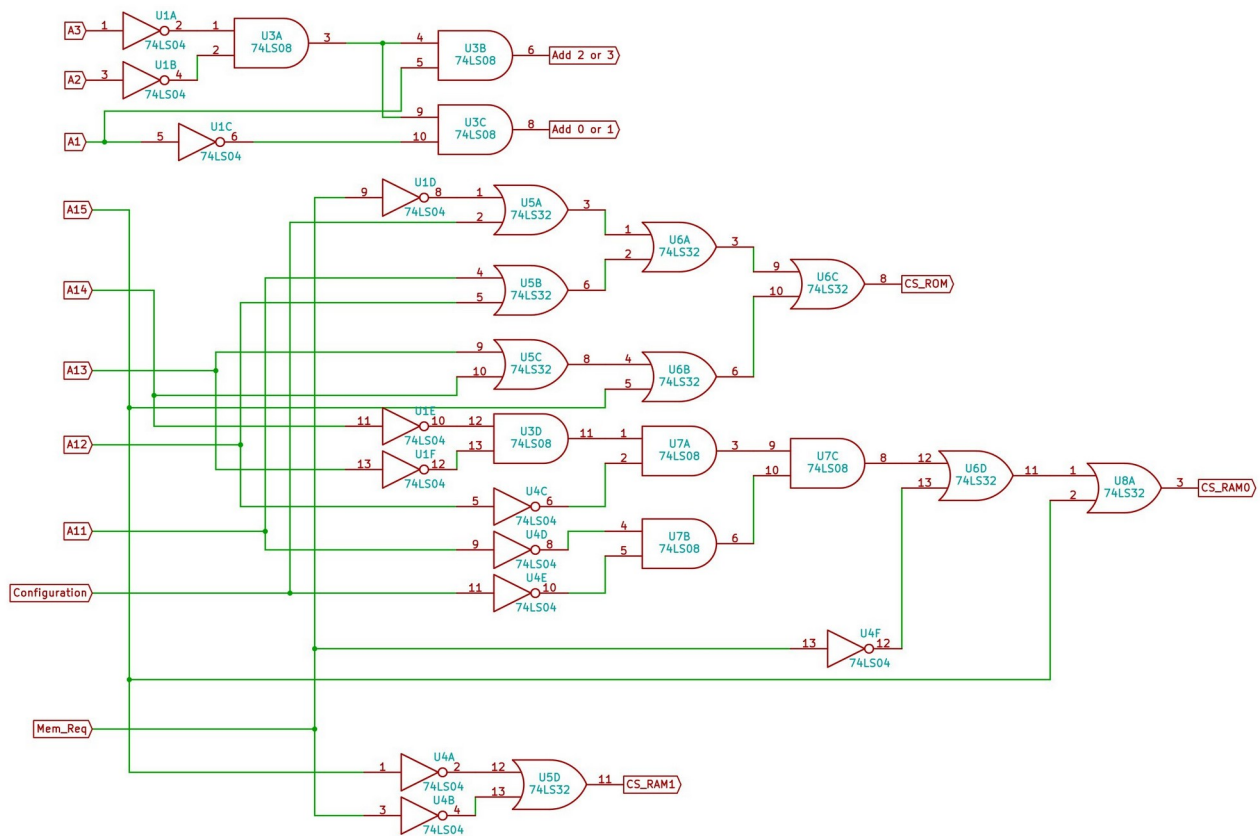 A3
1
U1A
2
74LS04
1
2
U3A
74LS08
3
4
5
U3B
74LS08
6
Add 2 or 3
A2
3
U1B
4
74LS04
9
10
U3C
74LS08
8
Add 0 or 1
A1
5
U1C
6
74LS04
A15
9
U1D
8
74LS04
1
2
U5A
74LS32
3
1
2
U6A
74LS32
3
A14
4
5
U5B
74LS32
6
9
10
U6C
74LS32
8
CS_ROM
A13
9
10
U5C
74LS32
8
4
5
U6B
74LS32
6
11
U1E
10
74LS04
12
13
U3D
74LS08
11
1
2
U7A
74LS08
3
9
10
U7C
74LS08
8
12
13
U6D
74LS32
11
1
2
U8A
74LS32
3
CS_RAM0
A12
13
U1F
12
74LS04
5
U4C
6
74LS04
A11
9
U4D
8
74LS04
4
5
U7B
74LS08
6
Configuration
11
U4E
10
74LS04
13
U4F
12
74LS04
Mem_Req
1
U4A
2
74LS04
12
13
U5D
74LS32
11
CS_RAM1
3
U4B
4
74LS04